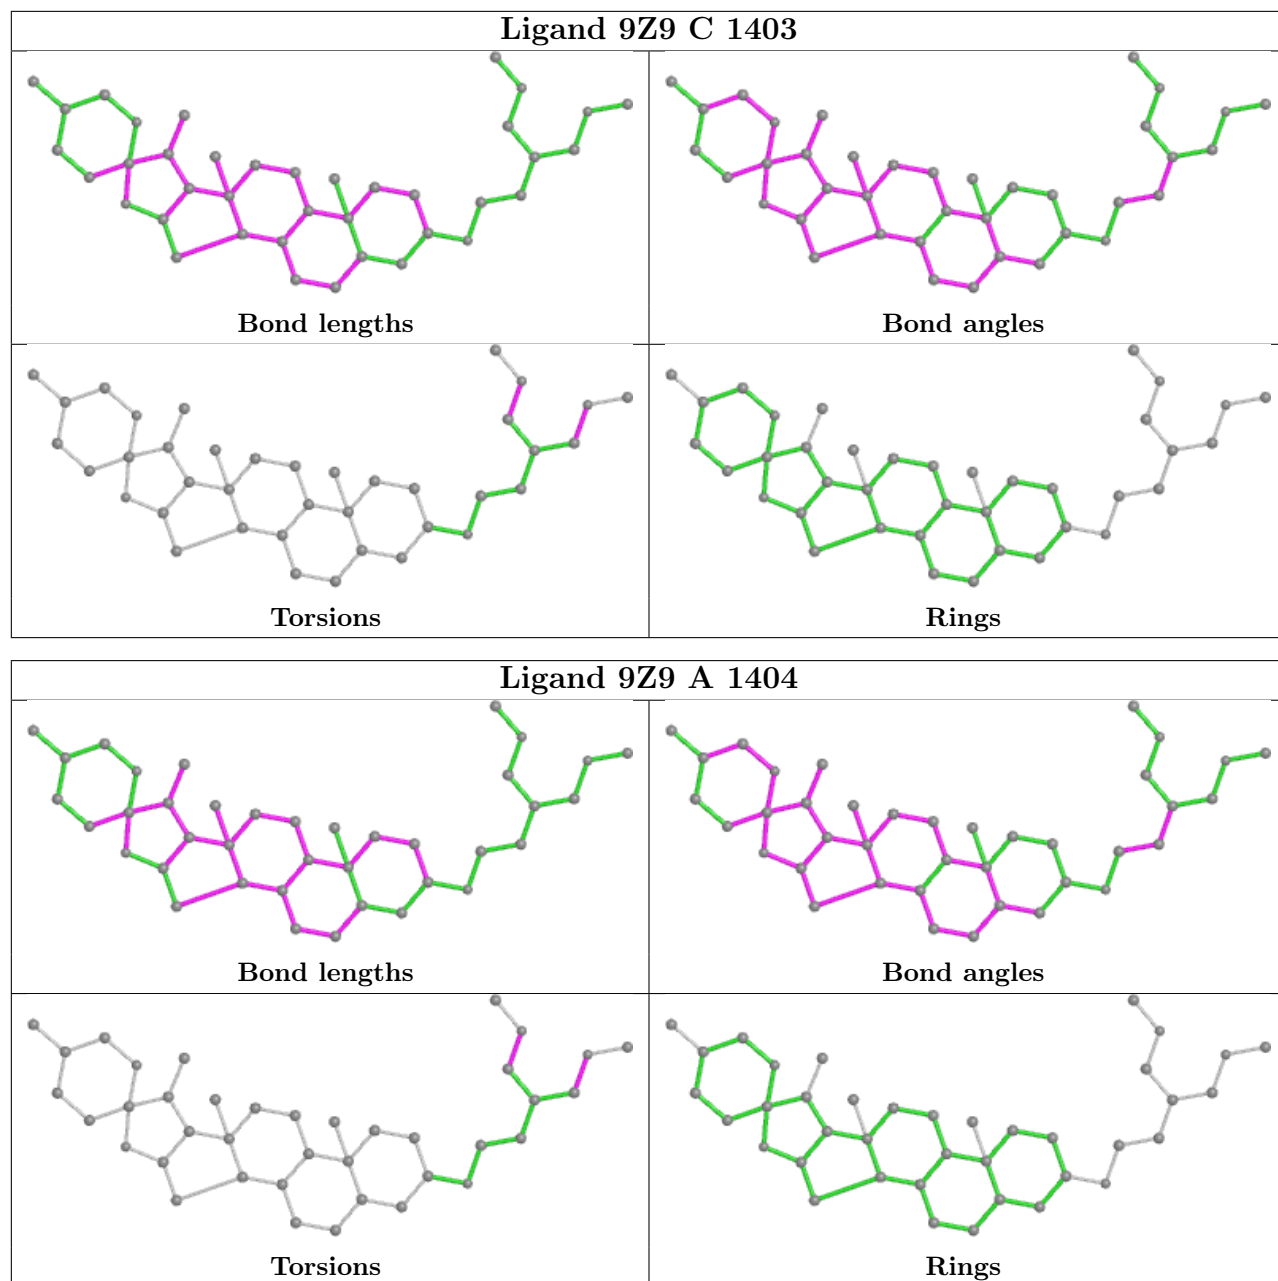 Ligand 9Z9 C 1403
Bond lengths
Bond angles
Torsions
Rings
Ligand 9Z9 A 1404
Bond lengths
Bond angles
Torsions
Rings